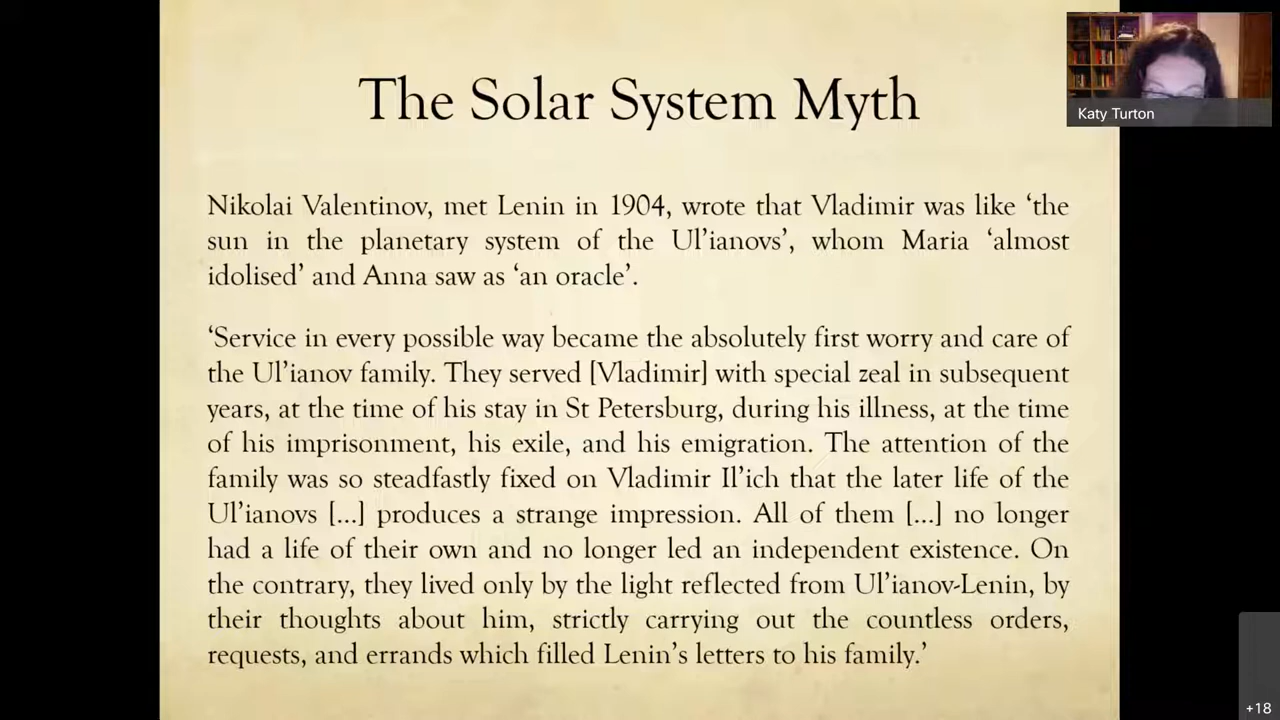 The Solar System Myth
Katy Turton
Nikolai Valentinov, met Lenin in 1904, wrote that Vladimir was like ‘the
sun in the planetary system of the Ul’ianovs’, whom Maria ‘almost
idolised’ and Anna saw as ‘an oracle’.
‘Service in every possible way became the absolutely first worry and care of
the Ul’ianov family. They served [Vladimir] with special zeal in subsequent
years, at the time of his stay in St Petersburg, during his illness, at the time
of his imprisonment, his exile, and his emigration. The attention of the
family was so steadfastly fixed on Vladimir Il’ich that the later life of the
Ul’ianovs [...] produces a strange impression. All of them [...] no longer
had a life of their own and no longer led an independent existence. On
the contrary, they lived only by the light reflected from Ul’ianov-Lenin, by
their thoughts about him, strictly carrying out the countless orders,
requests, and errands which filled Lenin’s letters to his family.’
+18